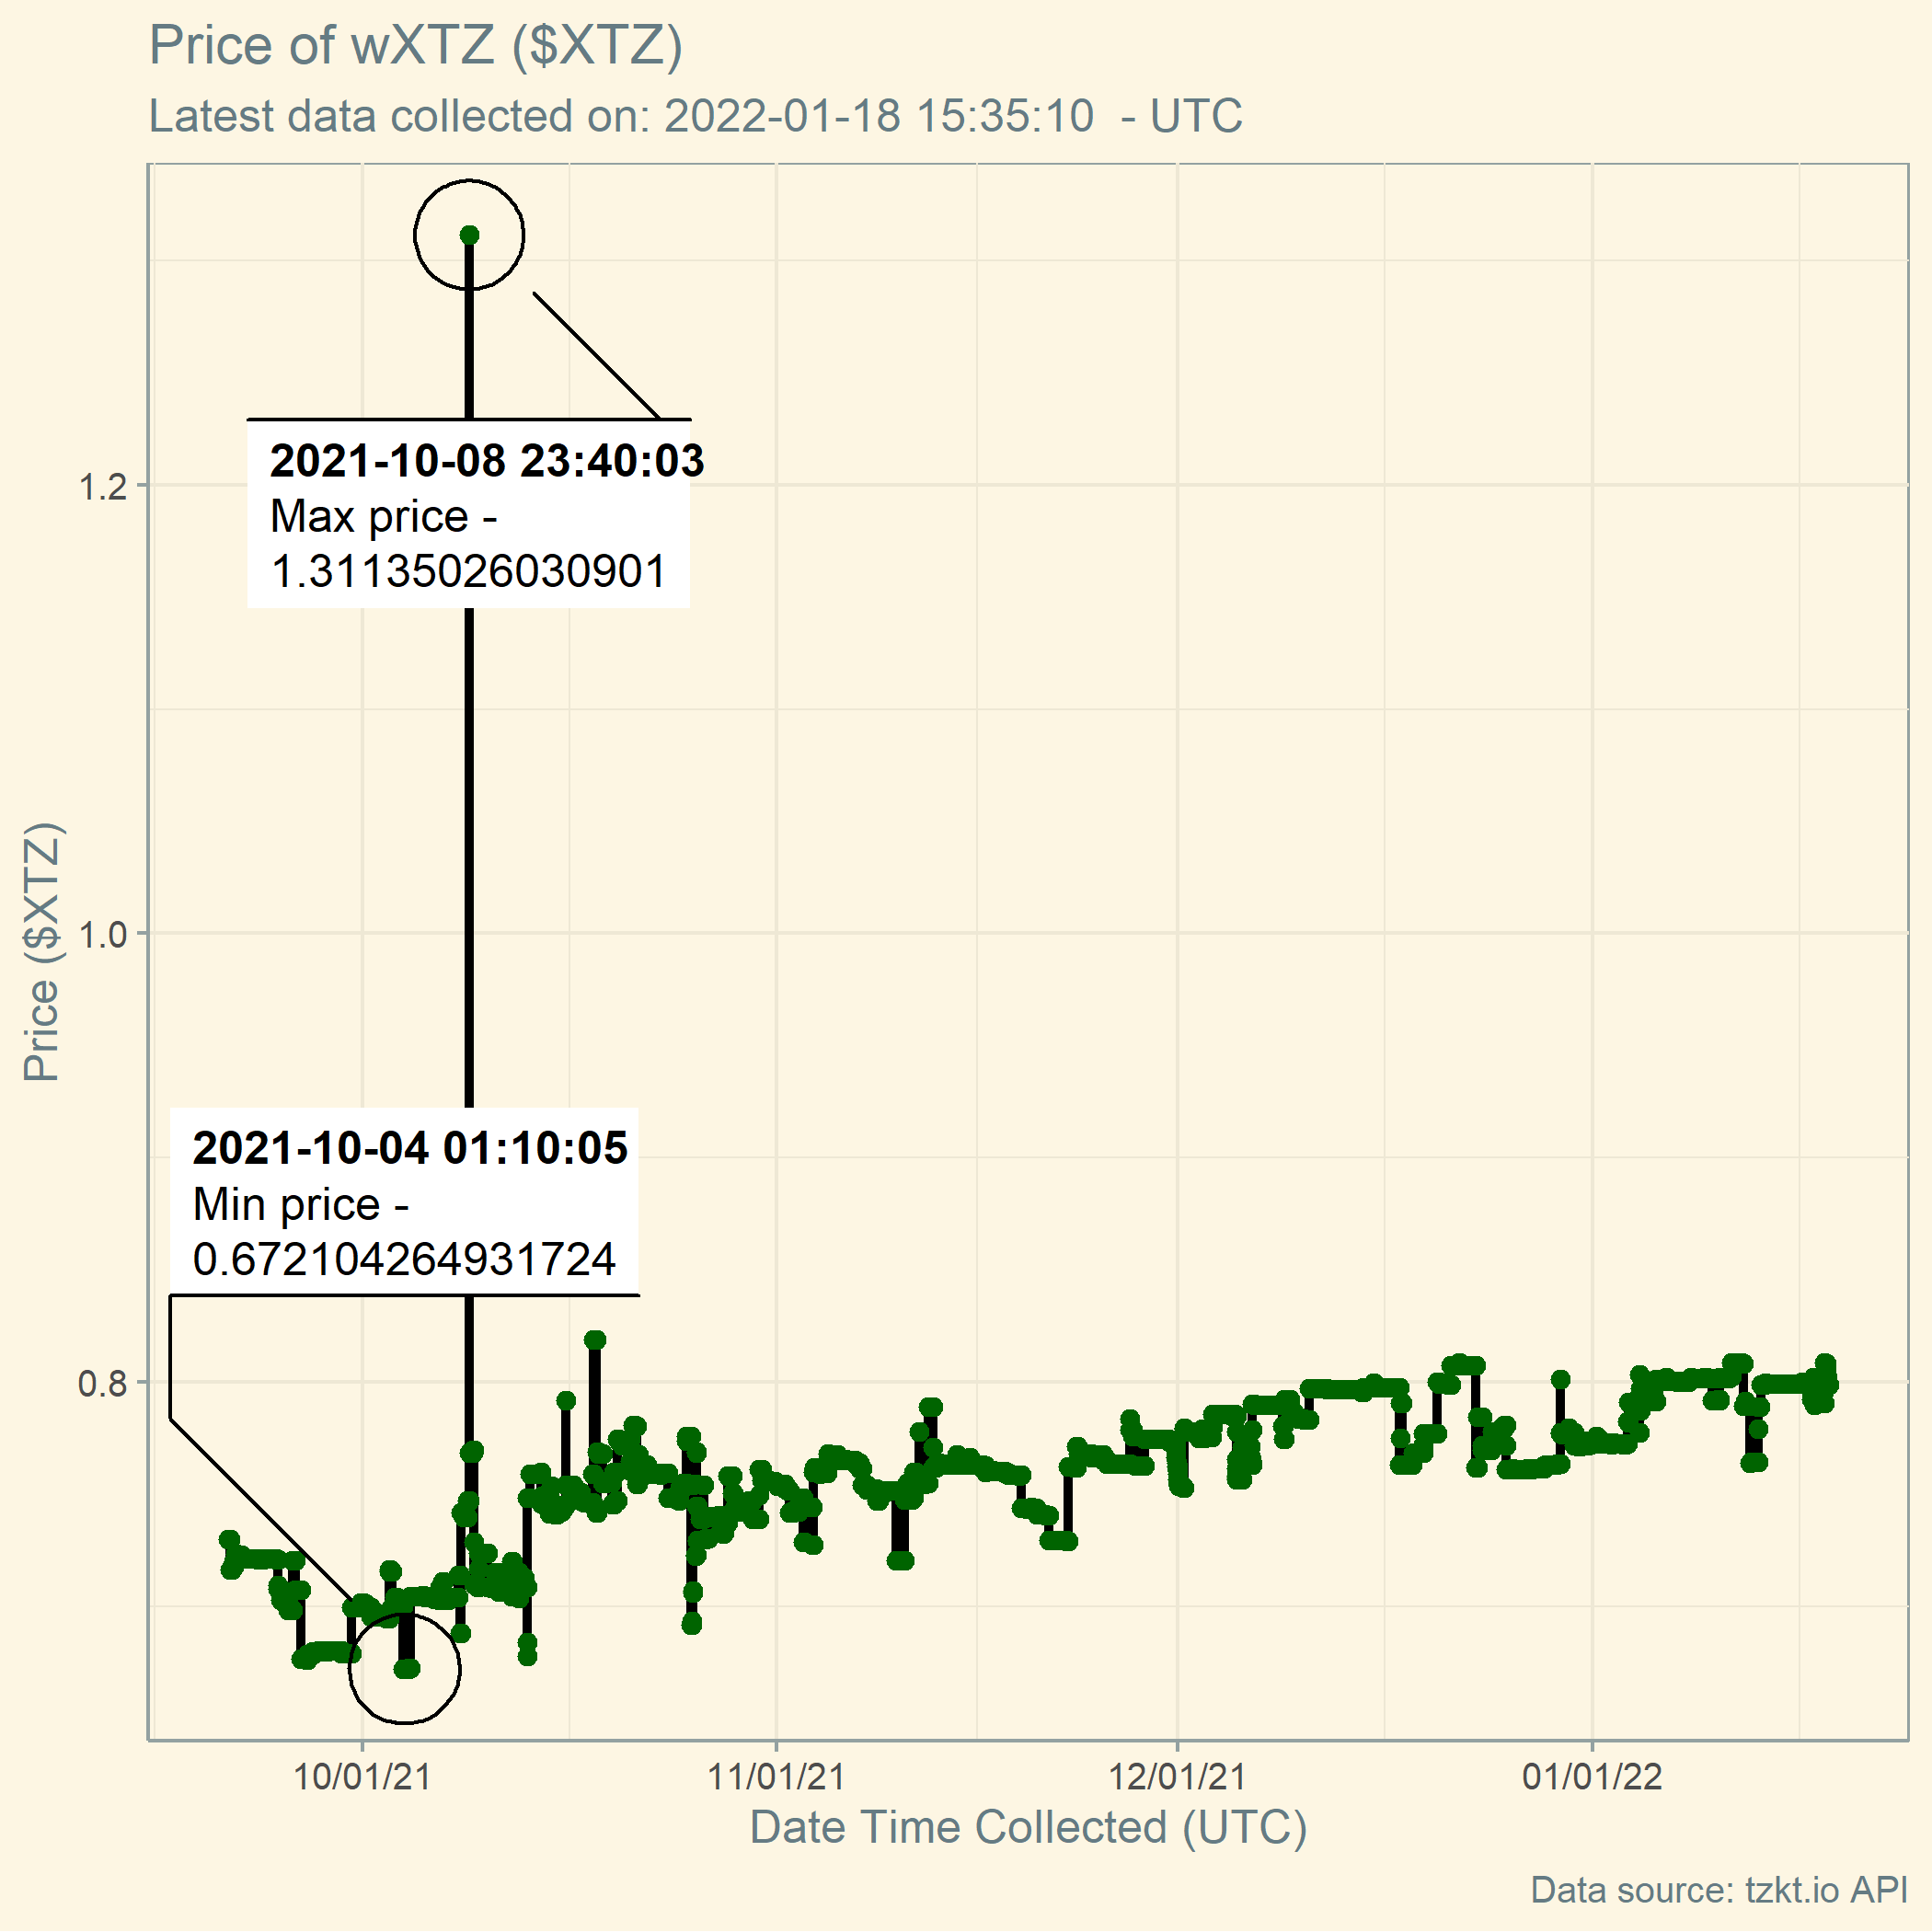 Price of wXTZ ($XTZ)
Latest data collected on: 2022-01-18 15:35:10  - UTC
2021-10-08 23:40:03
Max price -
1.31135026030901
1.2
1.0
0.8
Price ($XTZ)
2021-10-04 01:10:05
Min price -
0.672104264931724
10/01/21
11/01/21
12/01/21
01/01/22
Date Time Collected (UTC)
Data source: tzkt.io API